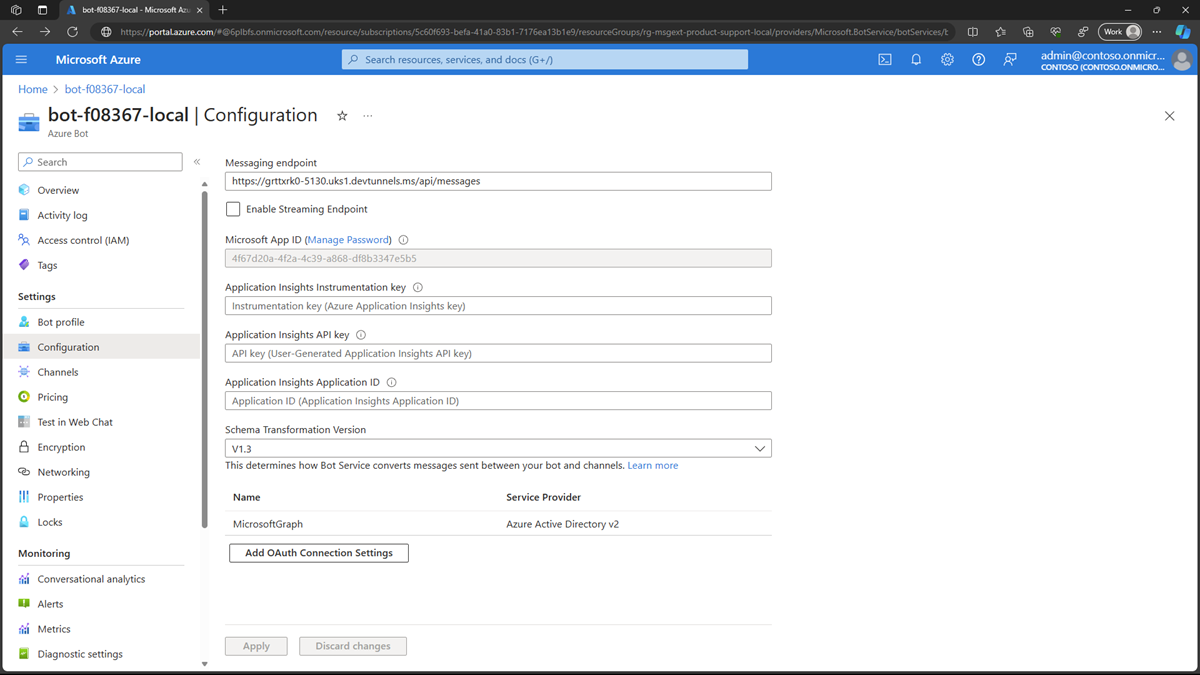 bot-f08367-local - Microsoft Azu
https://portal.azure.com/#@6plbfs.onmicrosoft.com/resource/subscriptions/5c60f693-befa-41a0-83b1-7176ea13b1e9/resourceGroups/rg-msgext-product-support-local/providers/Microsoft.BotService/botServices/b
Work
Microsoft Azure
Search resources, services, and docs (G+/)
admin@contoso.onmicr...
CONTOSO (CONTOSO.ONMICRO...
Home > bot-f08367-local
bot-f08367-local | Configuration
Azure Bot
Search
Overview
Activity log
Access control (IAM)
Tags
Settings
Bot profile
Configuration
Channels
Pricing
Test in Web Chat
Encryption
Networking
Properties
Locks
Monitoring
Conversational analytics
Alerts
Metrics
Diagnostic settings
Messaging endpoint
https://grttxrk0-5130.uks1.devtunnels.ms/api/messages
Enable Streaming Endpoint
Microsoft App ID (Manage Password)
4f67d20a-4f2a-4c39-a868-df8b3347e5b5
Application Insights Instrumentation key
Instrumentation key (Azure Application Insights key)
Application Insights API key
API key (User-Generated Application Insights API key)
Application Insights Application ID
Application ID (Application Insights Application ID)
Schema Transformation Version
V1.3
This determines how Bot Service converts messages sent between your bot and channels. Learn more
Name Service Provider
MicrosoftGraph Azure Active Directory v2
Add OAuth Connection Settings
Apply Discard changes